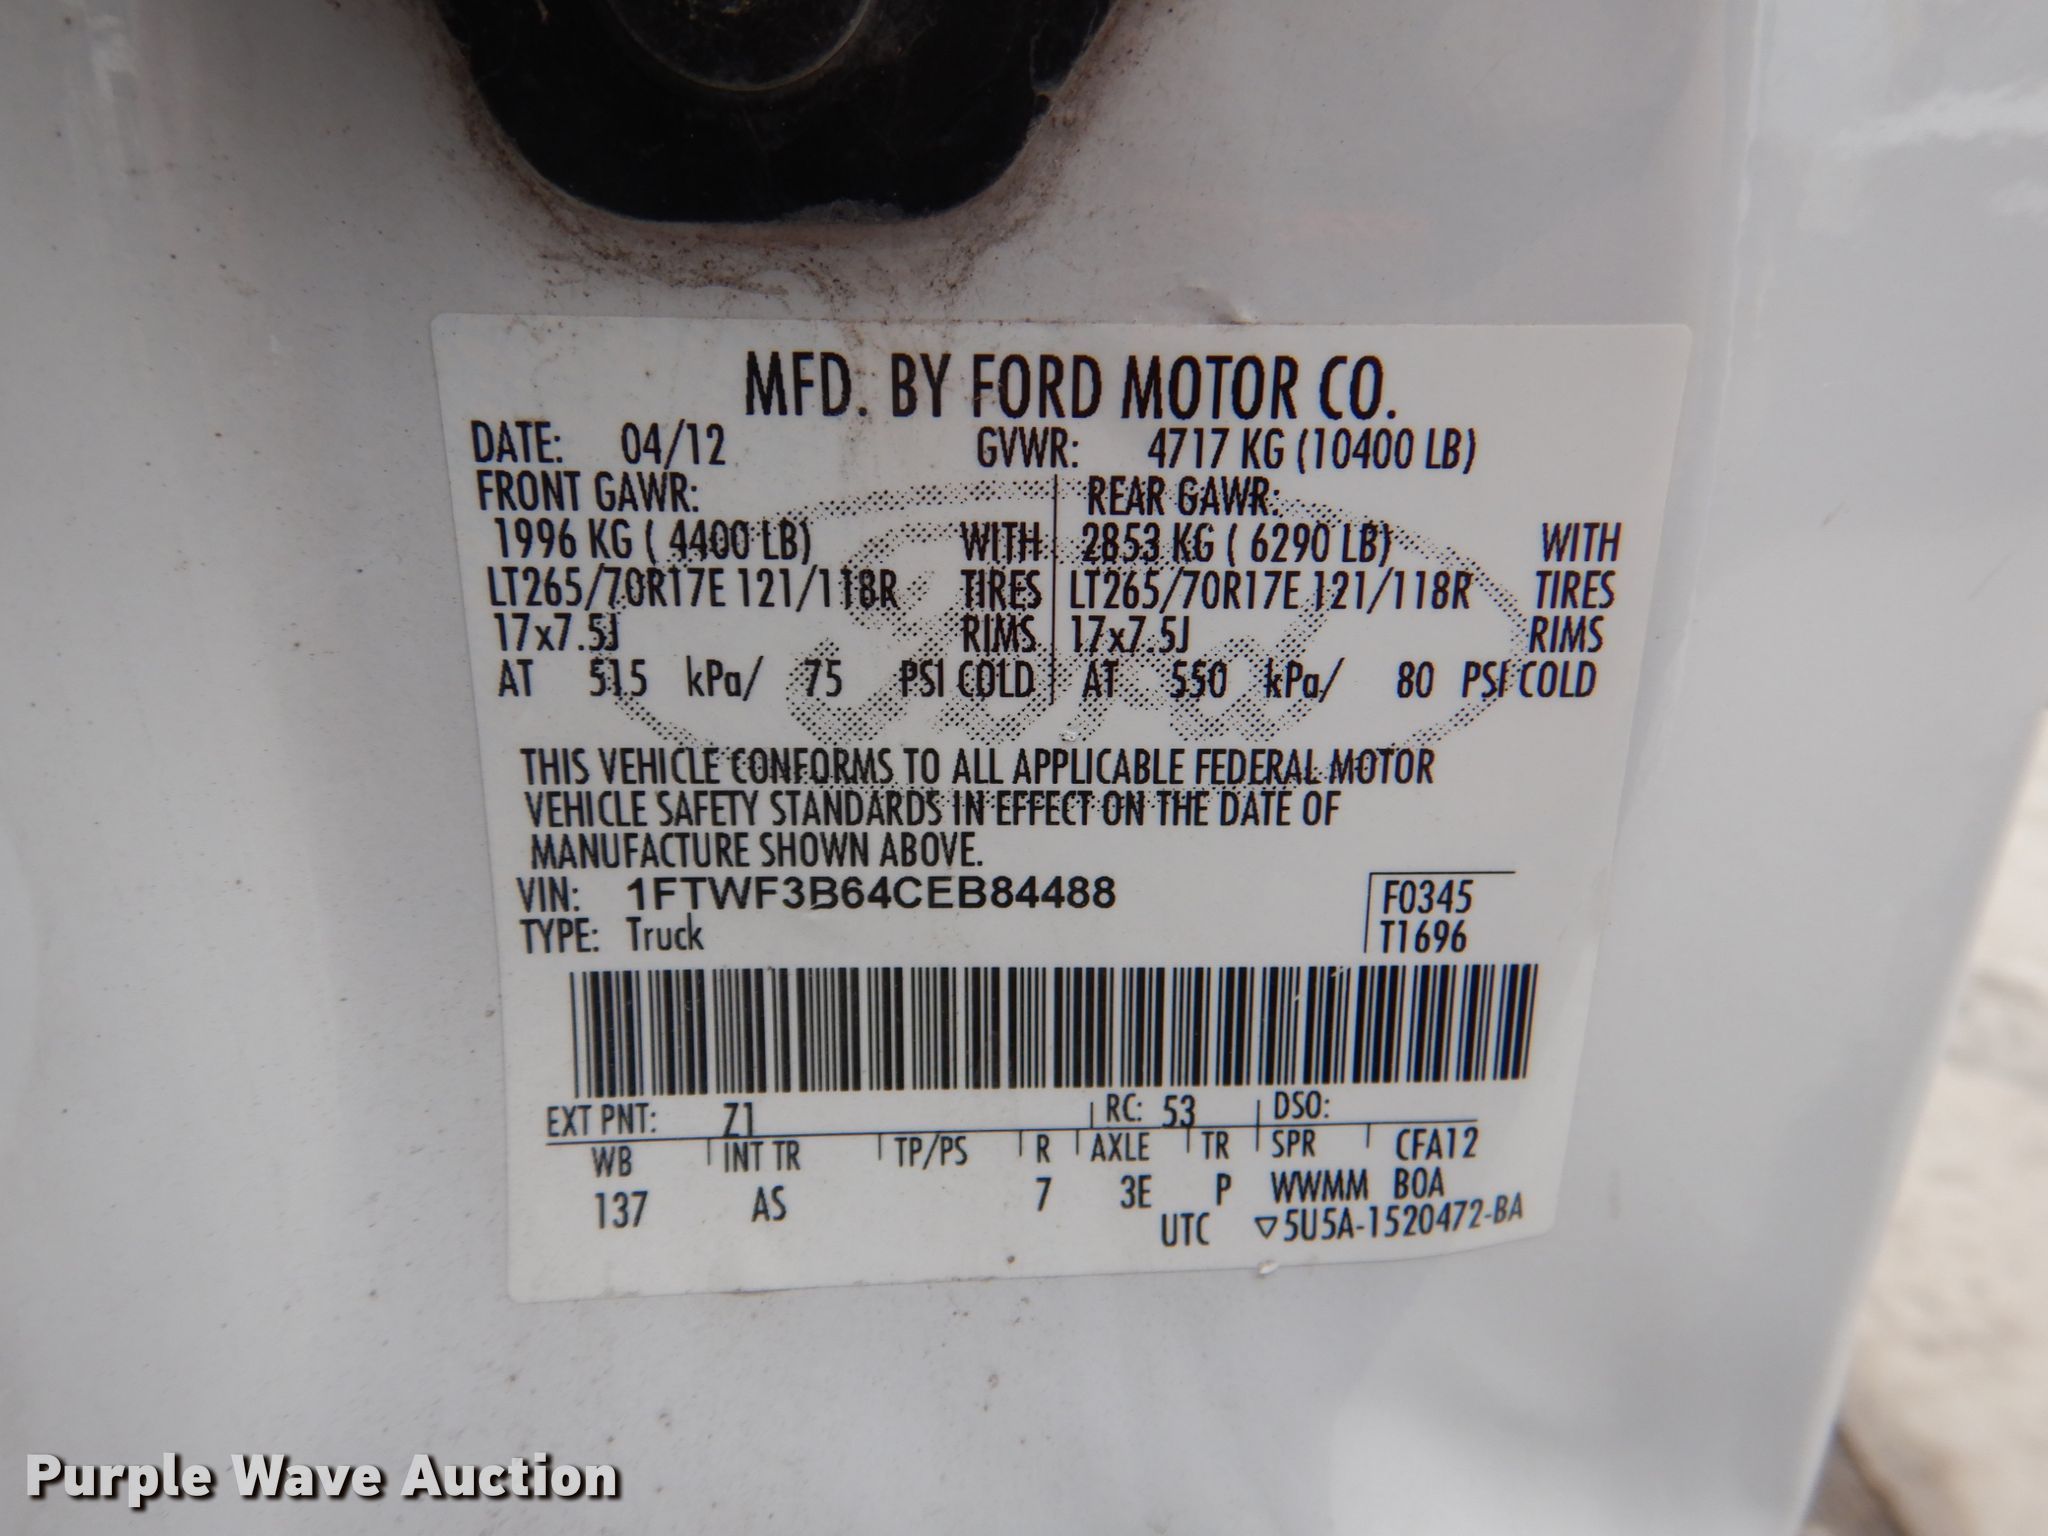 MFD. BY FORD MOTOR CO.
DATE: 04/12 GVWR: 4717 KG (10400 LB)
FRONT GAWR: REAR GAWR:
1996 KG ( 4400 LB) WITH 2853 KG ( 6290 LB) WITH
LT265/70R17E 121/118R TIRES LT265/70R17E 121/118R TIRES
17x7.5J RIMS 17x7.5J RIMS
AT 515 kPa/ 75 PSI COLD AT 550 kPa/ 80 PSI COLD
Ford
THIS VEHICLE CONFORMS TO ALL APPLICABLE FEDERAL MOTOR
VEHICLE SAFETY STANDARDS IN EFFECT ON THE DATE OF
MANUFACTURE SHOWN ABOVE.
VIN: 1FTWF3B64CEB84488 F0345
TYPE: Truck T1696
EXT PNT: Z1 RC: 53 DSO:
WB INT TR TP/PS R AXLE TR SPR CFA12
137 AS 7 3E P WWMM BOA
UTC ▽5U5A-1520472-BA
Purple Wave Auction